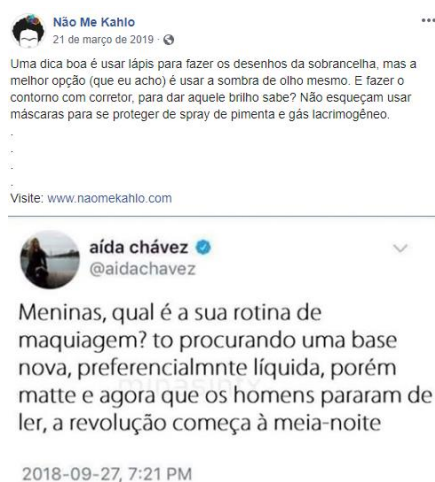 Não Me Kahlo
21 de março de 2019 ·
Uma dica boa é usar lápis para fazer os desenhos da sobrancelha, mas a
melhor opção (que eu acho) é usar a sombra de olho mesmo. E fazer o
contorno com corretor, para dar aquele brilho sabe? Não esqueçam usar
máscaras para se proteger de spray de pimenta e gás lacrimogêneo.
.
.
.
.
Visite: www.naomekahlo.com
aída chávez
@aidachavez
Meninas, qual é a sua rotina de
maquiagem? to procurando uma base
nova, preferencialmnte líquida, porém
matte e agora que os homens pararam de
ler, a revolução começa à meia-noite
2018-09-27, 7:21 PM